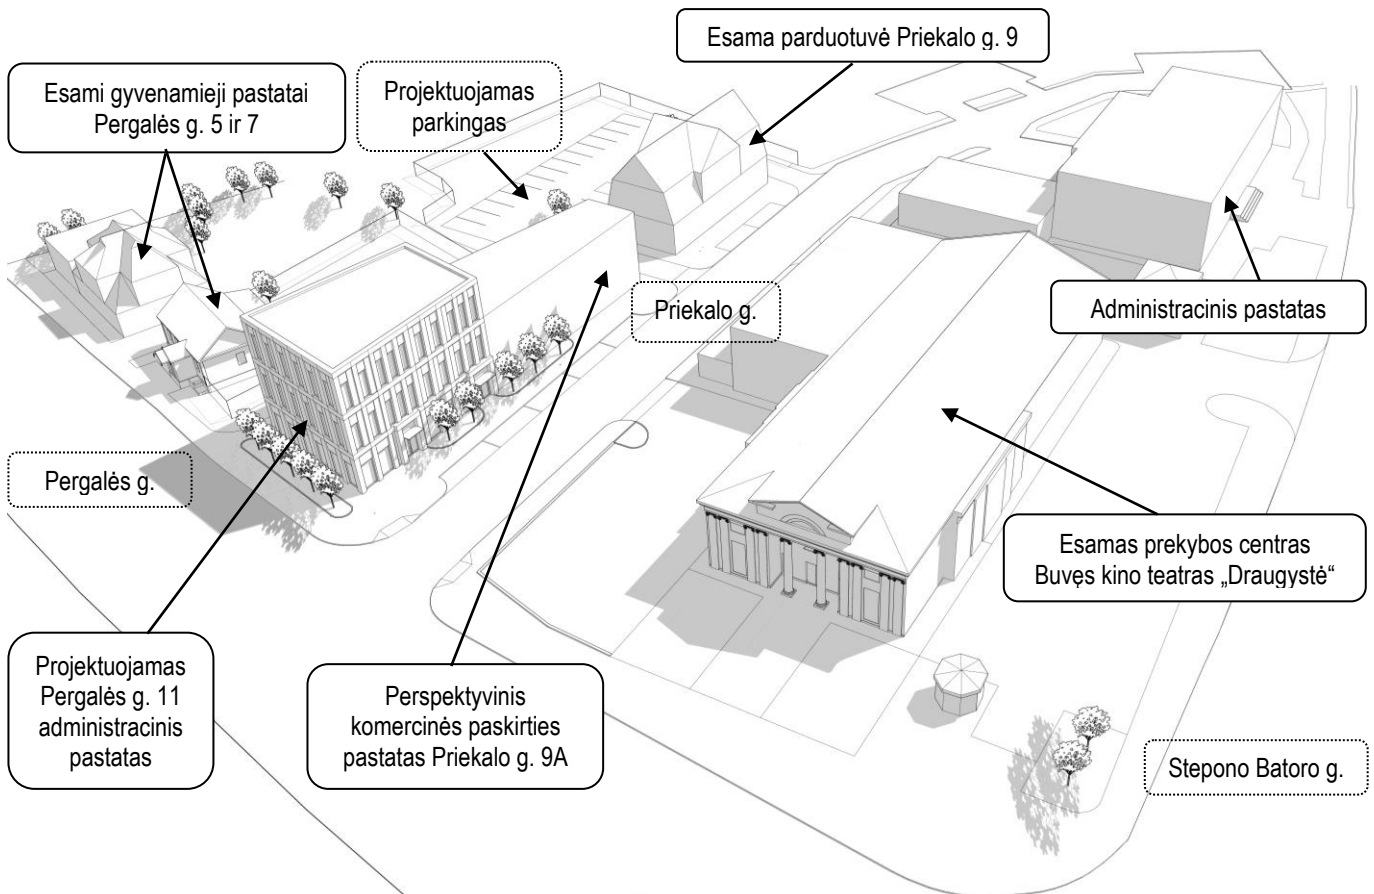 Esama parduotuvė Priekalo g. 9
Esami gyvenamieji pastatai
Pergalės g. 5 ir 7
Projektuojamas
parkingas
Priekalo g.
Administracinis pastatas
Pergalės g.
Esamas prekybos centras
Buvęs kino teatras „Draugystė“
Projektuojamas
Pergalės g. 11
administracinis
pastatas
Perspektyvinis
komercinės paskirties
pastatas Priekalo g. 9A
Stepono Batoro g.